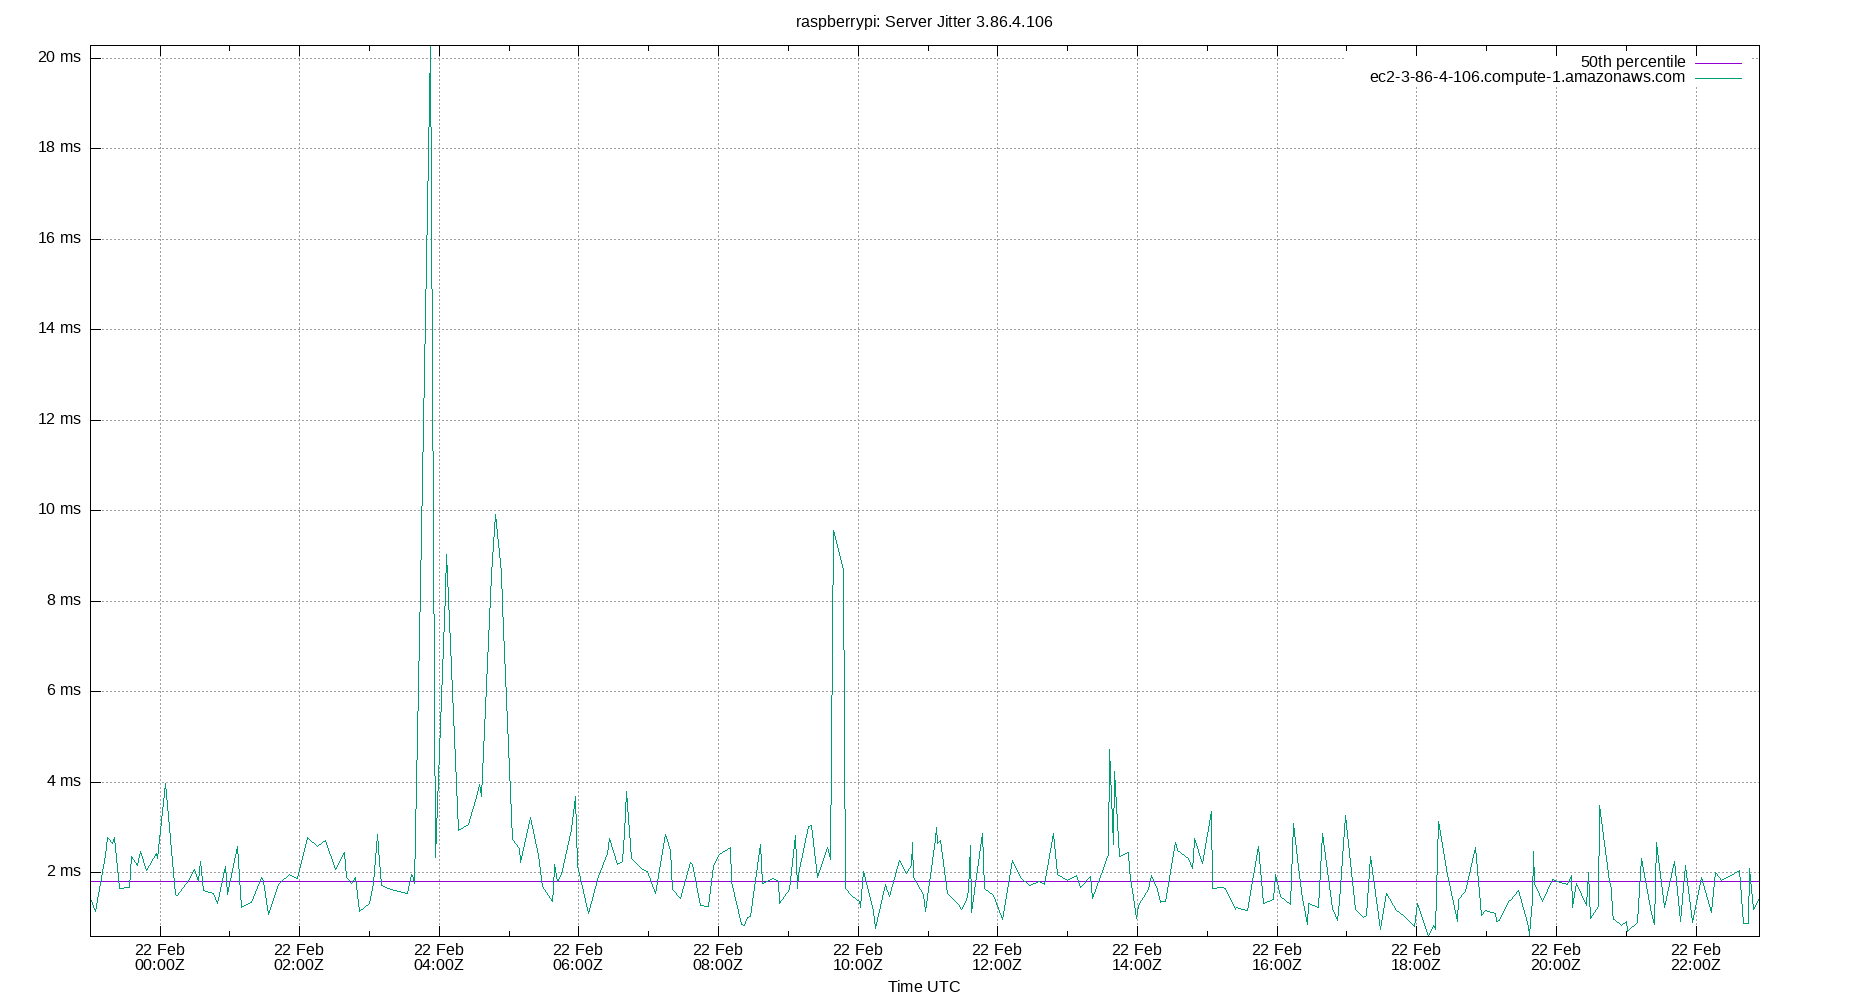 raspberrypi: Server Jitter 3.86.4.106
50th percentile
ec2-3-86-4-106.compute-1.amazonaws.com
20 ms
18 ms
16 ms
14 ms
12 ms
10 ms
8 ms
6 ms
4 ms
2 ms
22 Feb 22 Feb 22 Feb 22 Feb 22 Feb 22 Feb 22 Feb 22 Feb 22 Feb 22 Feb 22 Feb 22 Feb
00:00Z 02:00Z 04:00Z 06:00Z 08:00Z 10:00Z 12:00Z 14:00Z 16:00Z 18:00Z 20:00Z 22:00Z
Time UTC